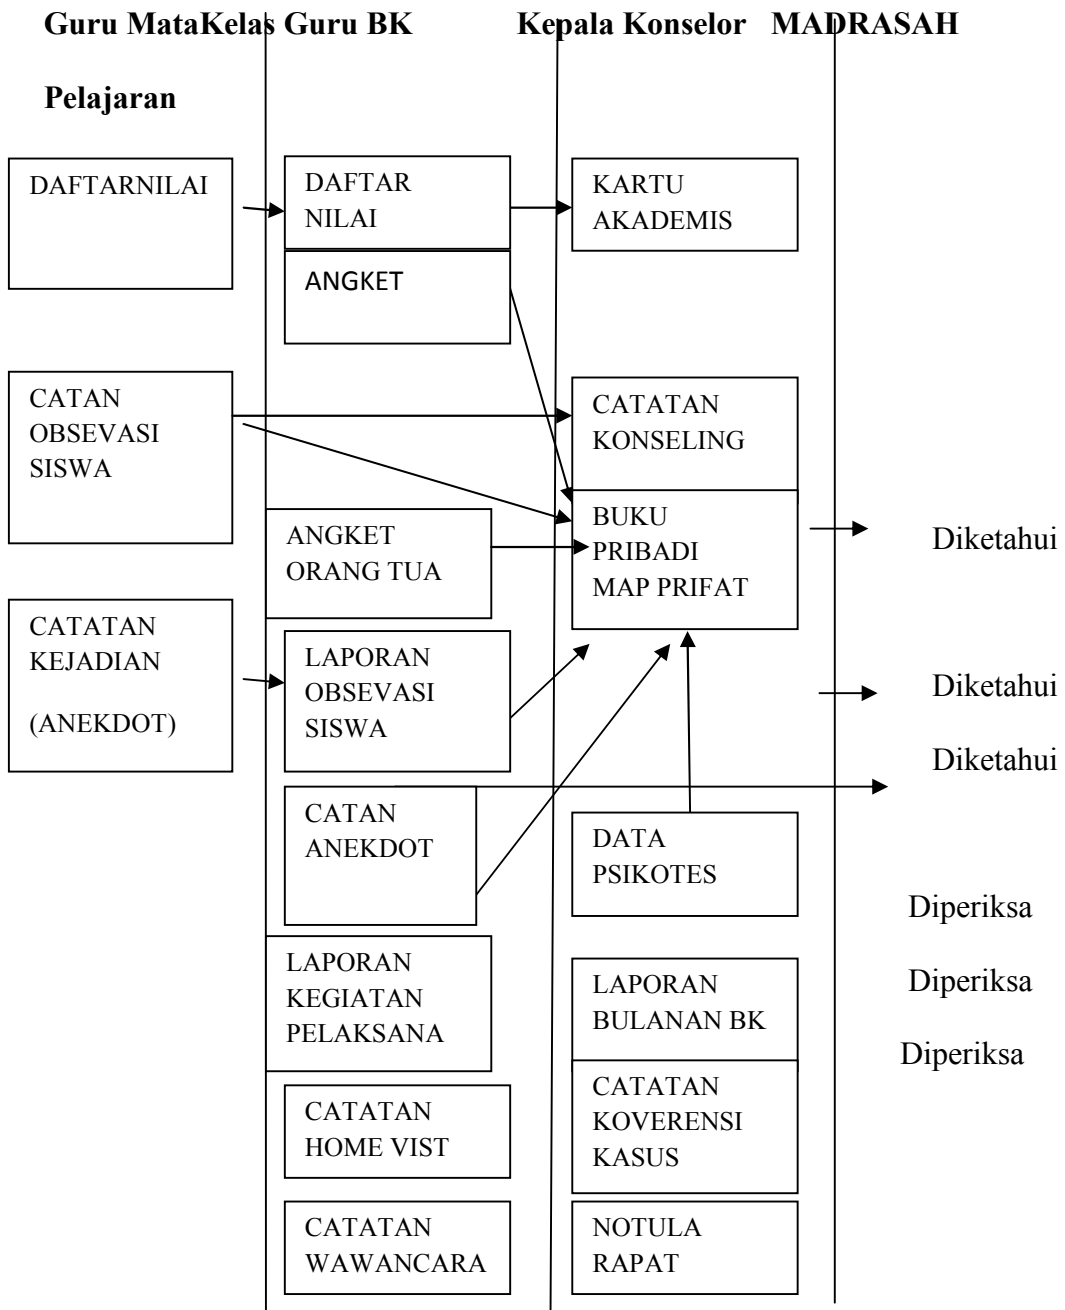 Guru MataKelas Guru BK Kepala Konselor MADRASAH
Pelajaran
DAFTARNILAI
DAFTAR
NILAI
KARTU
AKADEMIS
ANGKET
CATAN
OBSEVASI
SISWA
CATATAN
KONSELING
ANGKET
ORANG TUA
BUKU
PRIBADI
MAP PRIFAT
Diketahui
CATATAN
KEJADIAN
(ANEKDOT)
LAPORAN
OBSEVASI
SISWA
Diketahui
Diketahui
CATAN
ANEKDOT
DATA
PSIKOTES
Diperiksa
LAPORAN
KEGIATAN
PELAKSANA
LAPORAN
BULANAN BK
Diperiksa
Diperiksa
CATATAN
HOME VIST
CATATAN
KOVERENSI
KASUS
CATATAN
WAWANCARA
NOTULA
RAPAT